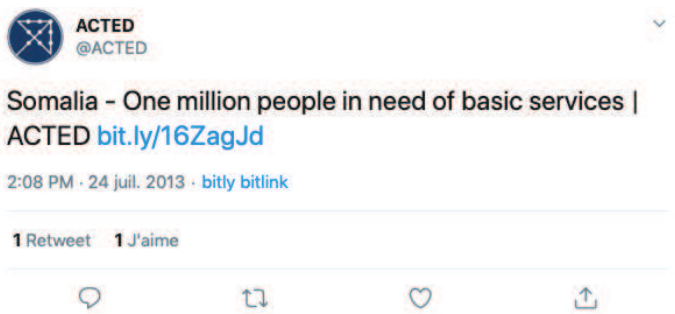 ACTED
@ACTED
Somalia - One million people in need of basic services |
ACTED bit.ly/16ZagJd
2:08 PM · 24 juil. 2013 · bitly bitlink
1 Retweet 1 J'aime